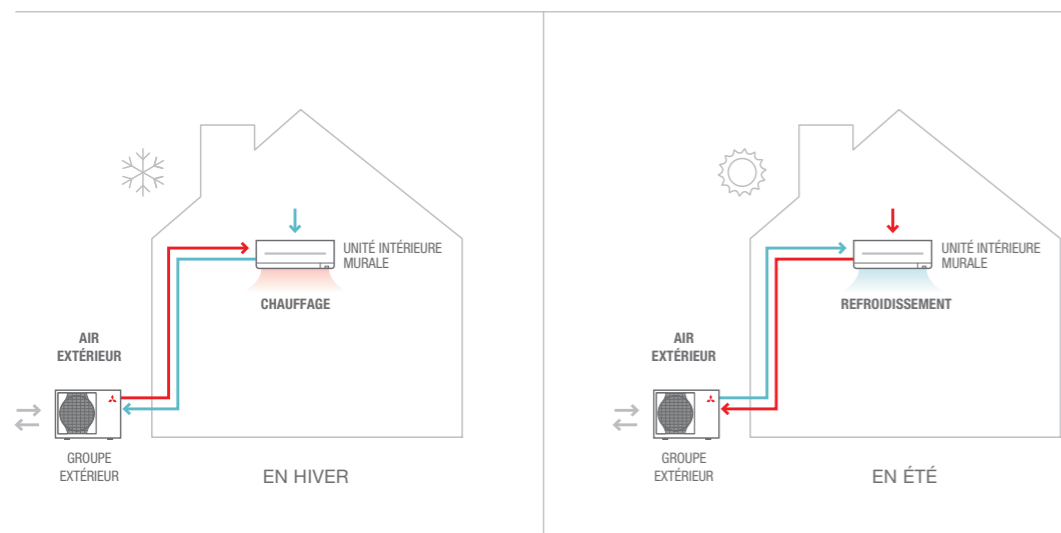 UNITÉ INTÉRIEURE
MURALE
CHAUFFAGE
AIR
EXTÉRIEUR
GROUPE
EXTÉRIEUR
EN HIVER
UNITÉ INTÉRIEURE
MURALE
REFROIDISSEMENT
AIR
EXTÉRIEUR
GROUPE
EXTÉRIEUR
EN ÉTÉ